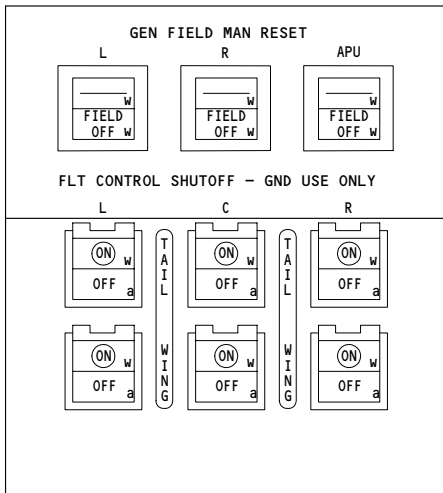 GEN FIELD MAN RESET
L R APU
W W W
FIELD FIELD FIELD
OFF W OFF W OFF W
FLT CONTROL SHUTOFF – GND USE ONLY
L C R
ON W ON W ON W
OFF a OFF a OFF a
TAIL TAIL
WING WING
ON W ON W ON W
OFF a OFF a OFF a